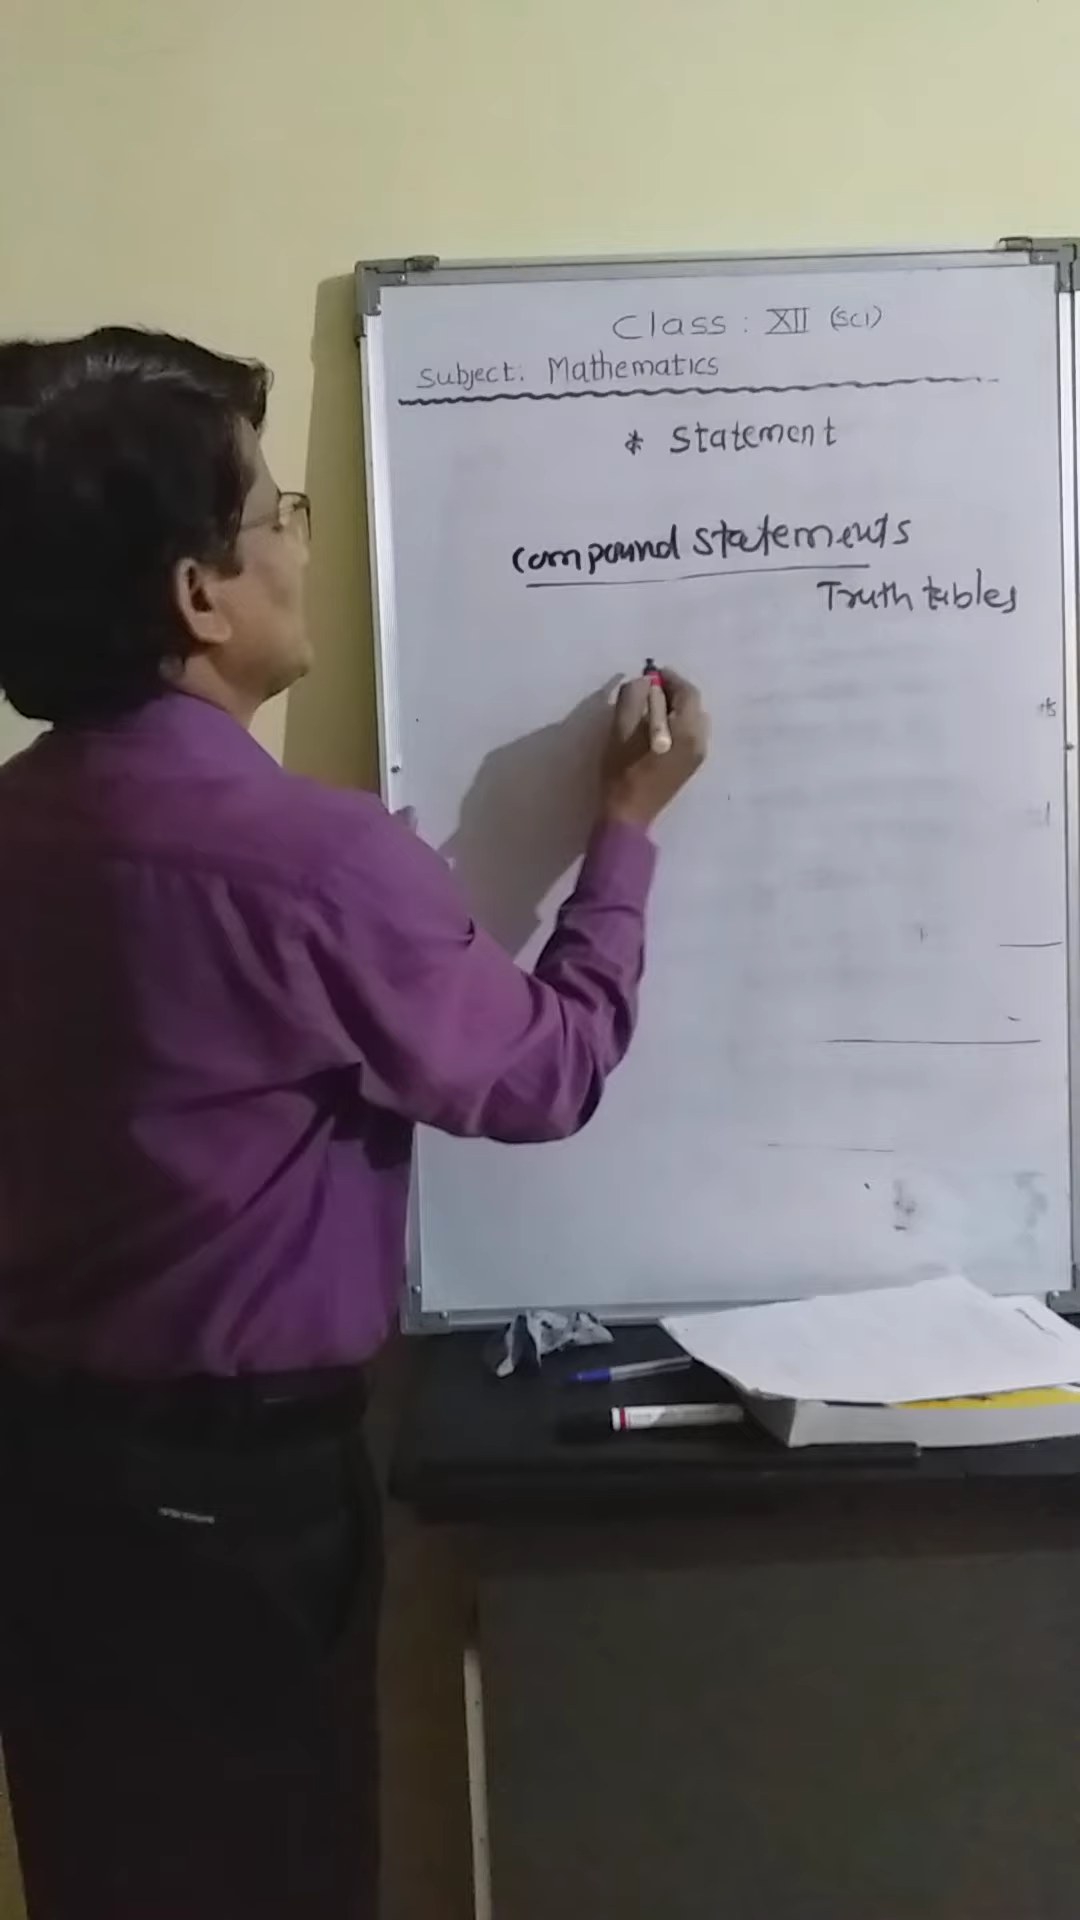 Class : XII (SCI)
Subject: Mathematics
* Statement
Compound Statements
Truth tables